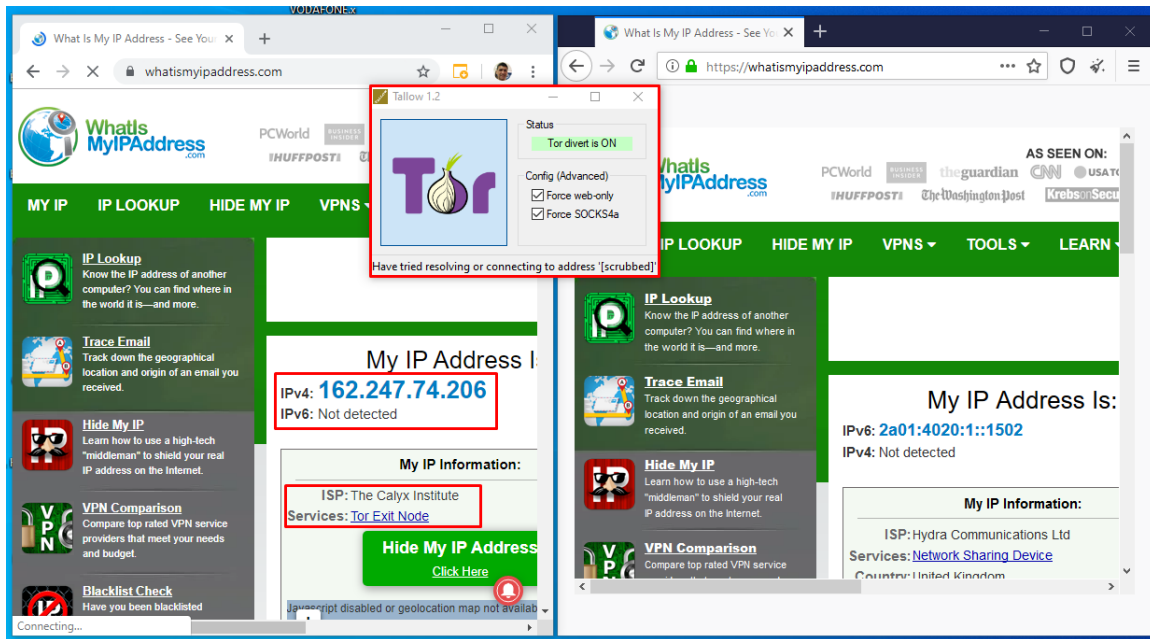 VODAFONE.x
What Is My IP Address - See You
whatismyipaddress.com
WhatIs
MyIPAddress
.com
PCWorld BUSINESS INSIDER
HUFFPOST
MY IP IP LOOKUP HIDE MY IP VPNS
IP Lookup
Know the IP address of another
computer? You can find where in
the world it is—and more.
Trace Email
Track down the geographical
location and origin of an email you
received.
Hide My IP
Learn how to use a high-tech
"middleman" to shield your real
IP address on the Internet.
VPN Comparison
Compare top rated VPN service
providers that meet your needs
and budget.
Blacklist Check
Have you been blacklisted
Connecting...
My IP Address I
IPv4: 162.247.74.206
IPv6: Not detected
My IP Information:
ISP: The Calyx Institute
Services: Tor Exit Node
Hide My IP Address
Click Here
Javascript disabled or geolocation map not availab
Tallow 1.2
Tor
Status
Tor divert is ON
Config (Advanced)
Force web-only
Force SOCKS4a
Have tried resolving or connecting to address '[scrubbed]'
What Is My IP Address - See Yo
https://whatismyipaddress.com
hatIs
lyIPAddress
.com
AS SEEN ON:
PCWorld BUSINESS INSIDER theguardian CNN USATO
HUFFPOST The Washington Post KrebsonSecu
IP LOOKUP HIDE MY IP VPNS TOOLS LEARN
IP Lookup
Know the IP address of another
computer? You can find where in
the world it is—and more.
Trace Email
Track down the geographical
location and origin of an email you
received.
Hide My IP
Learn how to use a high-tech
"middleman" to shield your real
IP address on the Internet.
VPN Comparison
Compare top rated VPN service
My IP Address Is:
IPv6: 2a01:4020:1::1502
IPv4: Not detected
My IP Information:
ISP: Hydra Communications Ltd
Services: Network Sharing Device
Country: United Kingdom